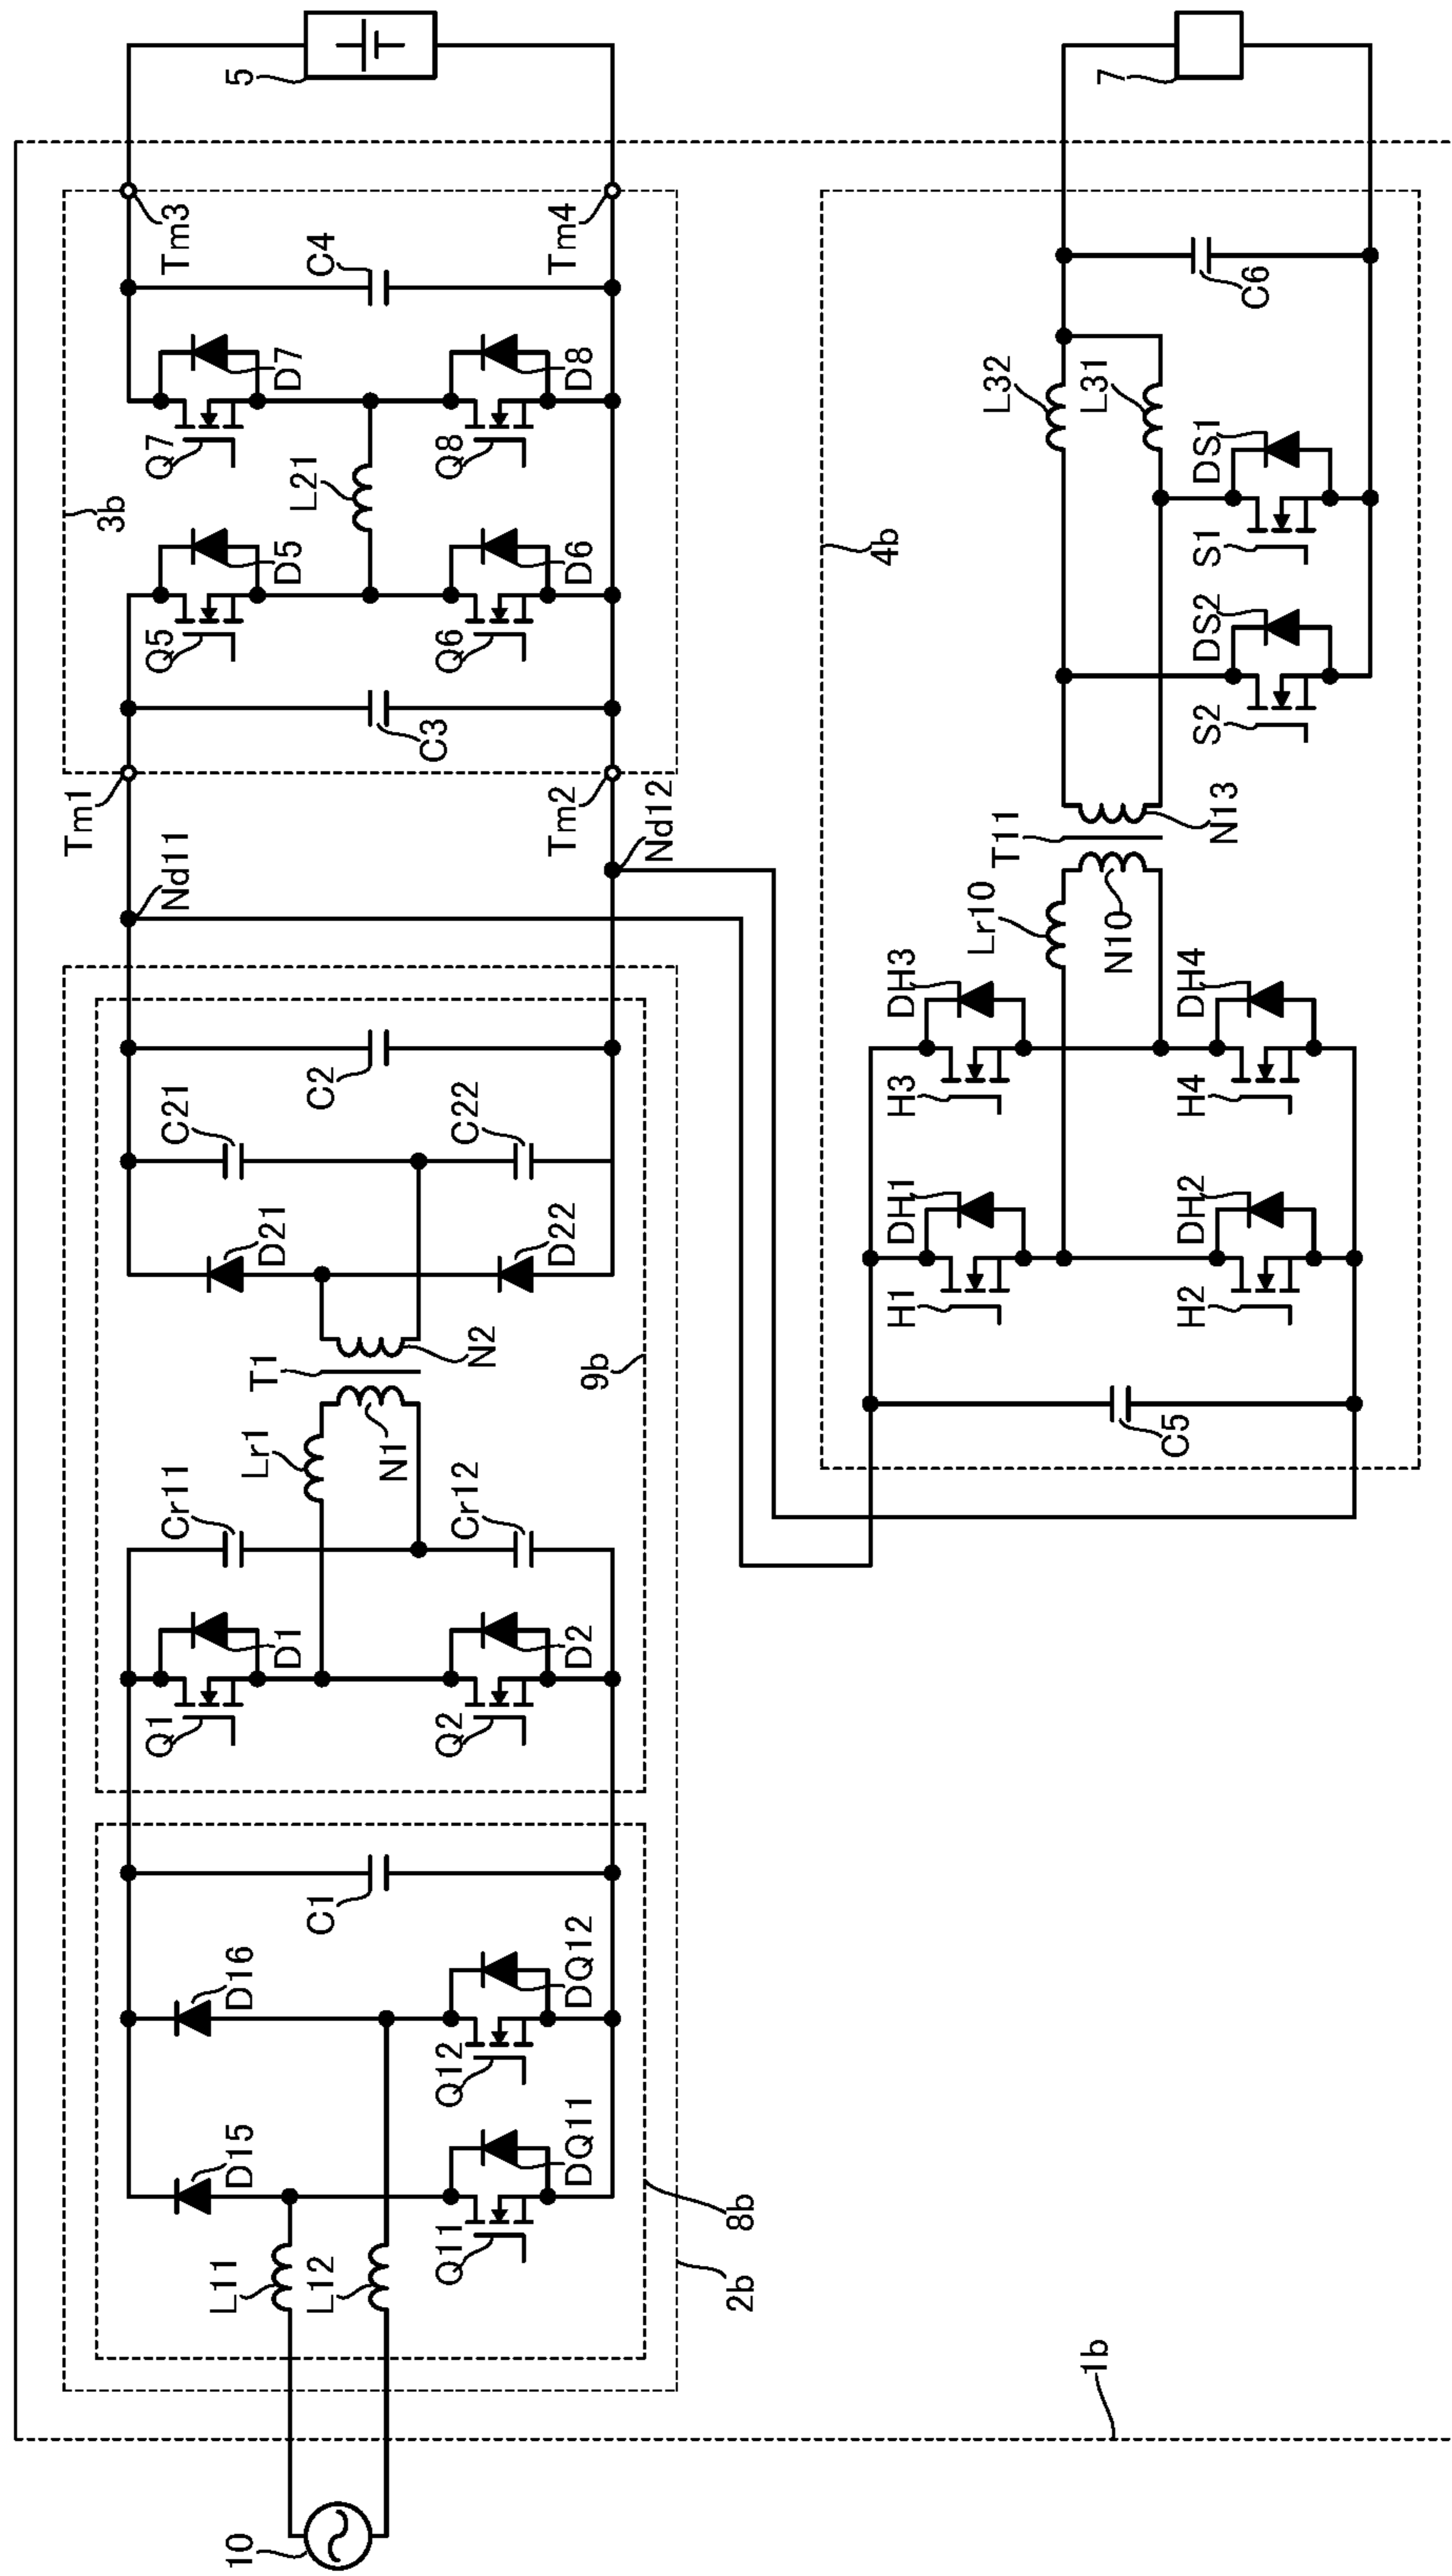 10
L11
L12
D15
D16
Q11
DQ11
Q12
DQ12
C1
8b
2b
Q1
D1
Q2
D2
Cr11
Cr12
Lr1
N1
T1
N2
D21
D22
C21
C22
C2
9b
Nd11
Nd12
Tm1
Tm2
C3
Q5
D5
Q6
D6
L21
Q7
D7
Q8
D8
C4
Tm3
Tm4
3b
5
C5
H1
DH1
H2
DH2
H3
DH3
H4
DH4
Lr10
N10
T11
N13
S2
DS2
S1
DS1
L32
L31
C6
4b
7
1b